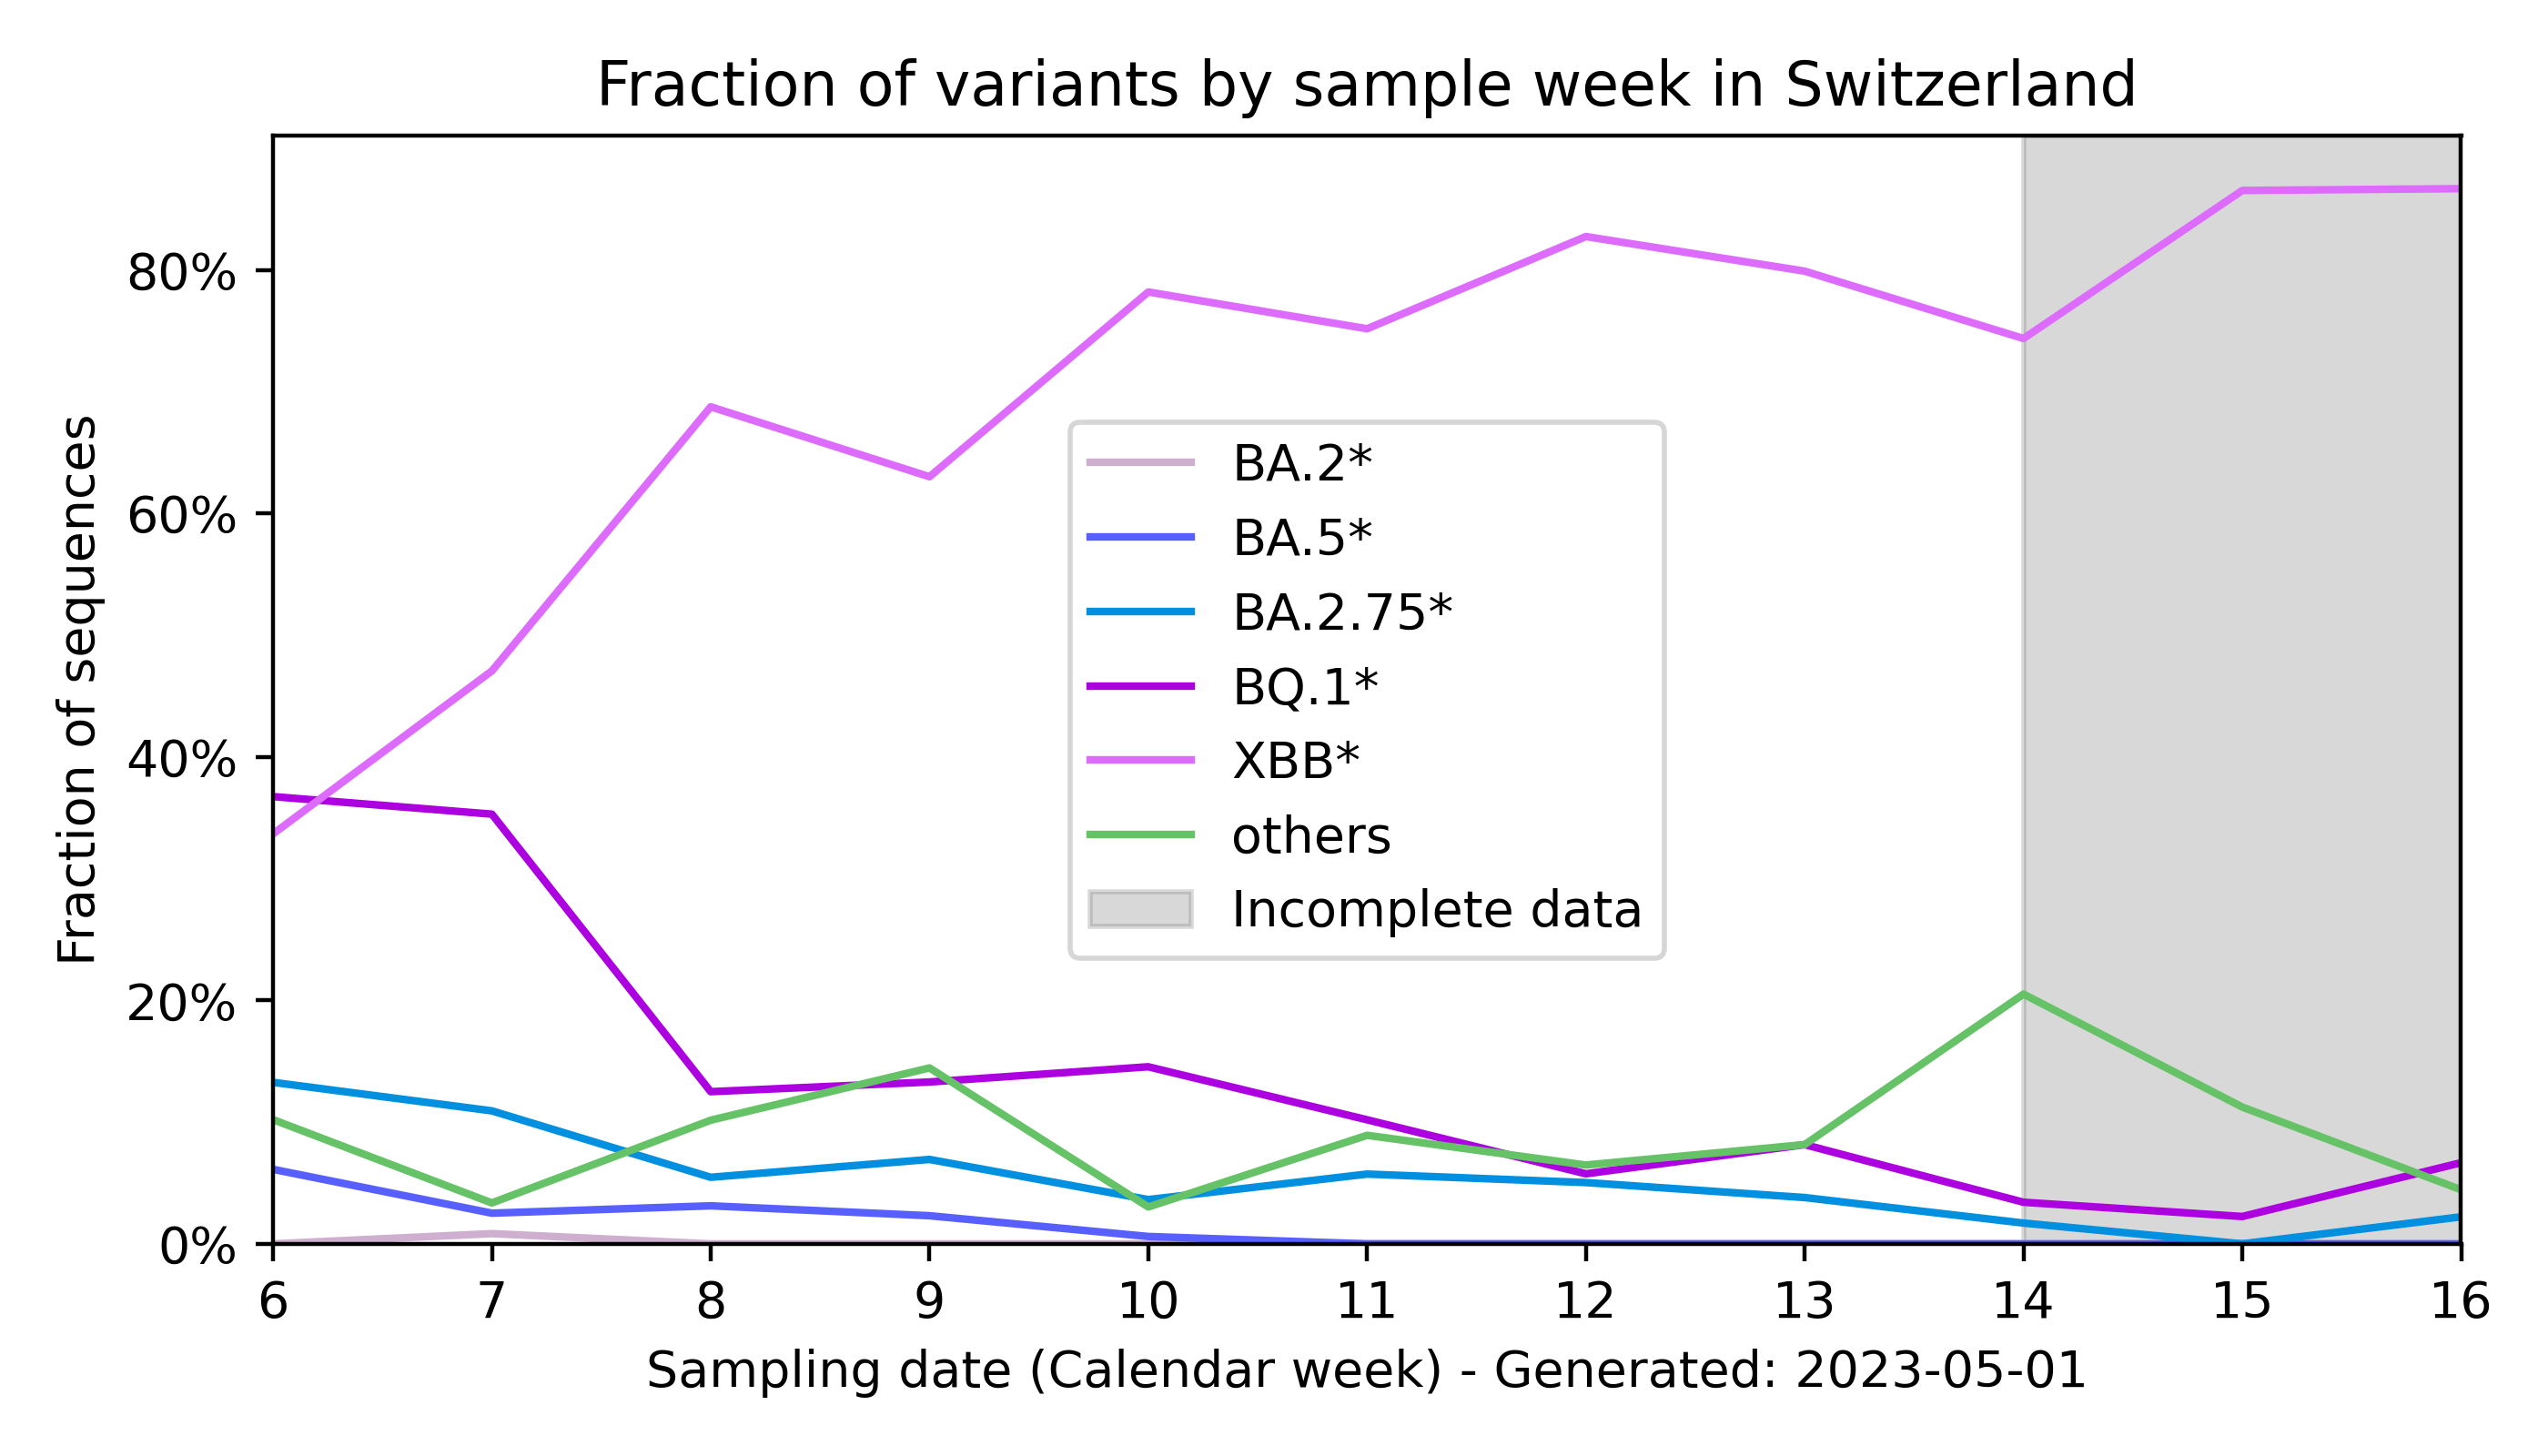 Fraction of variants by sample week in Switzerland
Fraction of sequences
80%
60%
40%
20%
0%
BA.2*
BA.5*
BA.2.75*
BQ.1*
XBB*
others
Incomplete data
6 7 8 9 10 11 12 13 14 15 16
Sampling date (Calendar week) - Generated: 2023-05-01